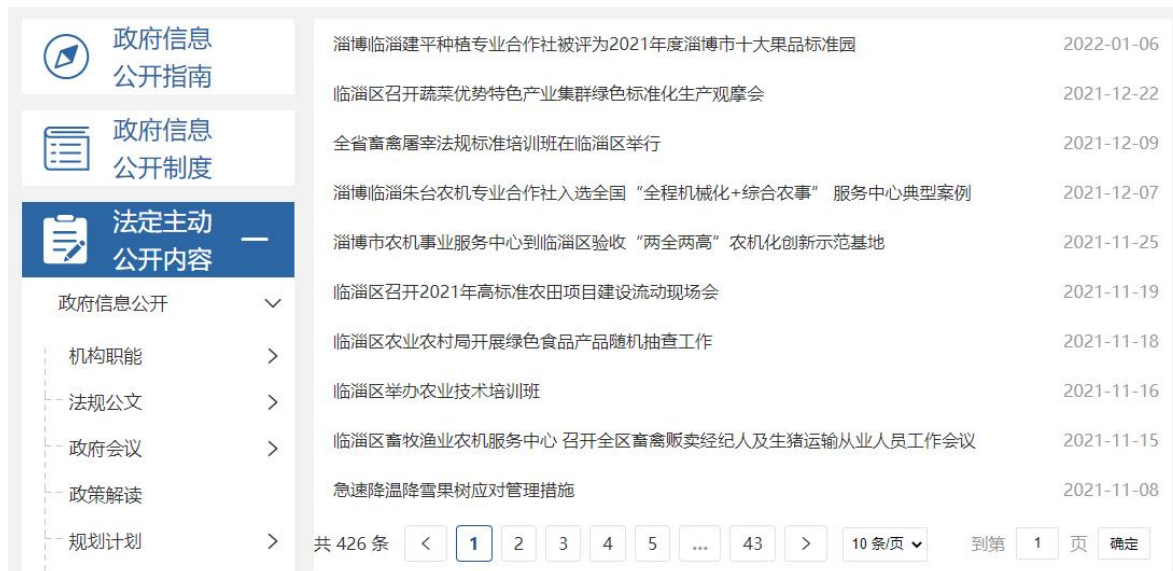 政府信息
公开指南
政府信息
公开制度
法定主动
公开内容
政府信息公开
机构职能
法规公文
政府会议
政策解读
规划计划
淄博临淄建平种植专业合作社被评为2021年度淄博市十大果品标准园 2022-01-06
临淄区召开蔬菜优势特色产业集群绿色标准化生产观摩会 2021-12-22
全省畜禽屠宰法规标准培训班在临淄区举行 2021-12-09
淄博临淄朱台农机专业合作社入选全国“全程机械化+综合农事” 服务中心典型案例 2021-12-07
淄博市农机事业服务中心到临淄区验收“两全两高”农机化创新示范基地 2021-11-25
临淄区召开2021年高标准农田项目建设流动现场会 2021-11-19
临淄区农业农村局开展绿色食品产品随机抽查工作 2021-11-18
临淄区举办农业技术培训班 2021-11-16
临淄区畜牧渔业农机服务中心 召开全区畜禽贩卖经纪人及生猪运输从业人员工作会议 2021-11-15
急速降温降雪果树应对管理措施 2021-11-08
共 426 条 < 1 2 3 4 5 ... 43 > 10 条/页 到第 1 页 确定